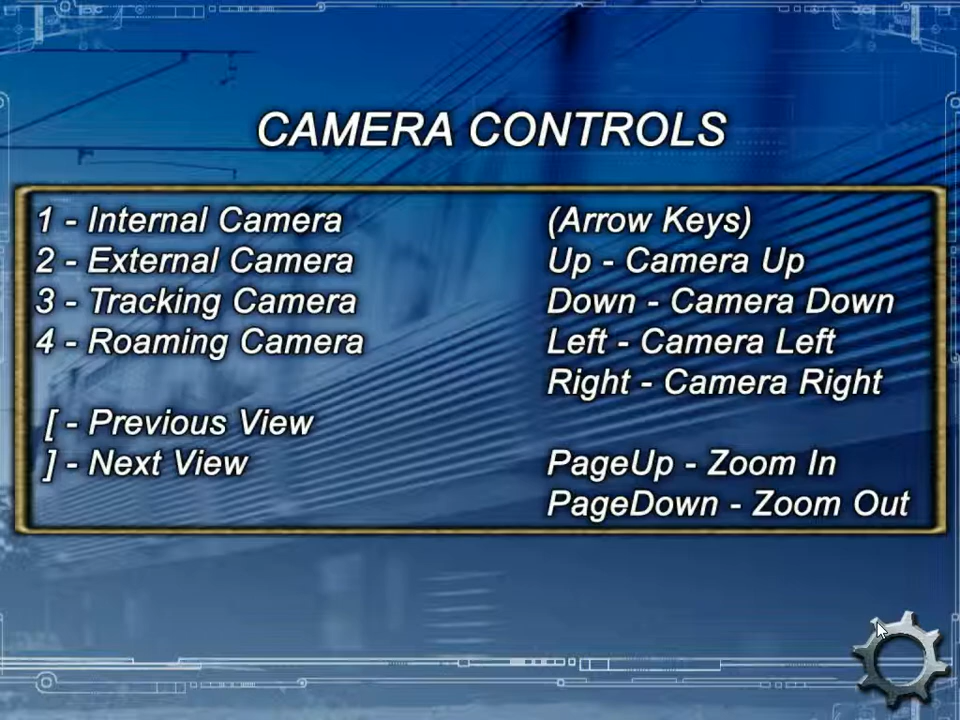 CAMERA CONTROLS
1 - Internal Camera
2 - External Camera
3 - Tracking Camera
4 - Roaming Camera
[ - Previous View
] - Next View
(Arrow Keys)
Up - Camera Up
Down - Camera Down
Left - Camera Left
Right - Camera Right
PageUp - Zoom In
PageDown - Zoom Out